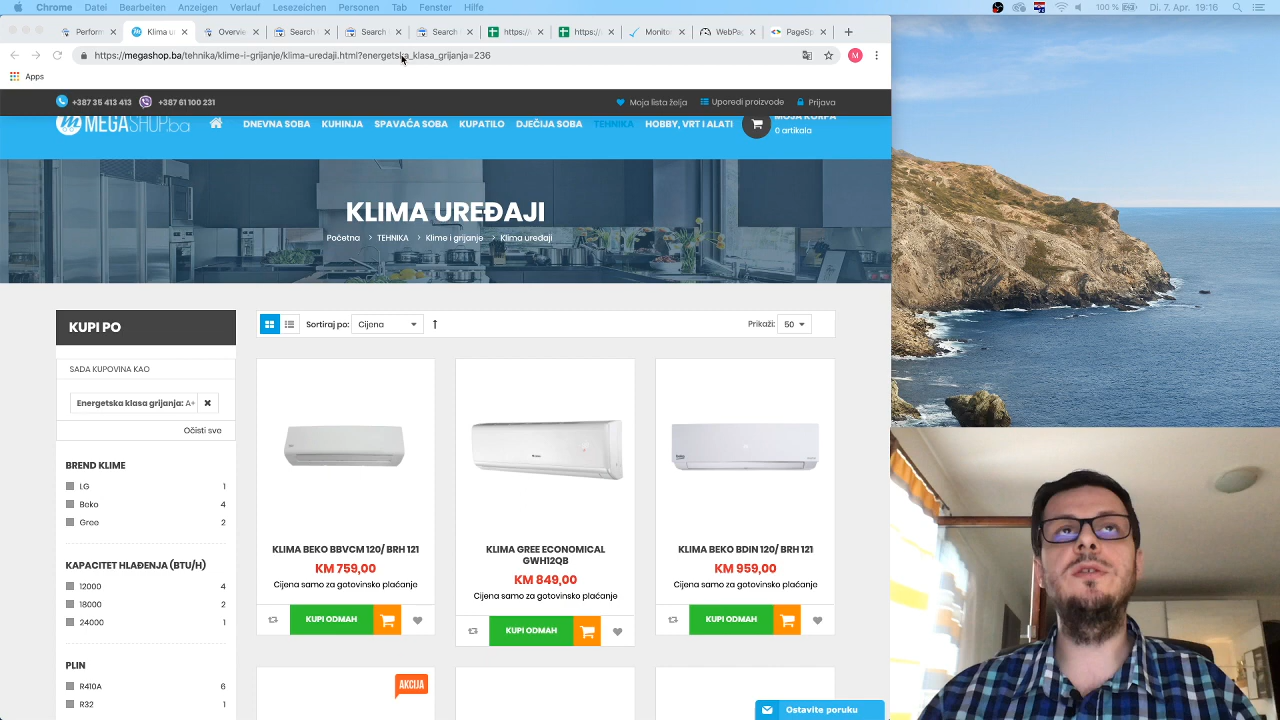 Chrome Datei Bearbeiten Anzeigen Verlauf Lesezeichen Personen Tab Fenster Hilfe 100 % Di. 7. Apr. 19:16
Perform Klima u Overvie Search Search Search https:// https:// Monitor WebPa PageSp
https://megashop.ba/tehnika/klime-i-grijanje/klima-uredaji.html?energetska_klasa_grijanja=236 M
Apps
+387 35 413 413 +387 61 100 231 Moja lista želja Uporedi proizvode Prijava
MEGASHOP.ba DNEVNA SOBA KUHINJA SPAVAĆA SOBA KUPATILO DJEČIJA SOBA TEHNIKA HOBBY, VRT I ALATI MOJA KORPA
0 artikala
KLIMA UREĐAJI
Početna > TEHNIKA > Klime i grijanje > Klima uređaji
KUPI PO
Sortiraj po: Cijena Prikaži: 50
SADA KUPOVINA KAO
Energetska klasa grijanja: A+
Očisti sve
BREND KLIME
LG 1
Beko 4
Gree 2
KAPACITET HLAĐENJA (BTU/H)
12000 4
18000 2
24000 1
PLIN
R410A 6
R32 1
KLIMA BEKO BBVCM 120/ BRH 121
KM 759,00
Cijena samo za gotovinsko plaćanje
KUPI ODMAH
KLIMA GREE ECONOMICAL
GWH12QB
KM 849,00
Cijena samo za gotovinsko plaćanje
KUPI ODMAH
KLIMA BEKO BDIN 120/ BRH 121
KM 959,00
Cijena samo za gotovinsko plaćanje
KUPI ODMAH
AKCIJA
Ostavite poruku